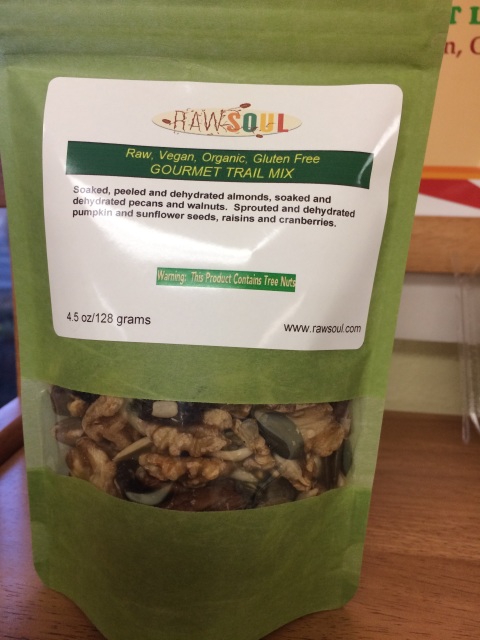 T L
n, C
RAWSOUL
Raw, Vegan, Organic, Gluten Free
GOURMET TRAIL MIX
Soaked, peeled and dehydrated almonds, soaked and
dehydrated pecans and walnuts. Sprouted and dehydrated
pumpkin and sunflower seeds, raisins and cranberries.
Warning: This Product Contains Tree Nuts
4.5 oz/128 grams
www.rawsoul.com